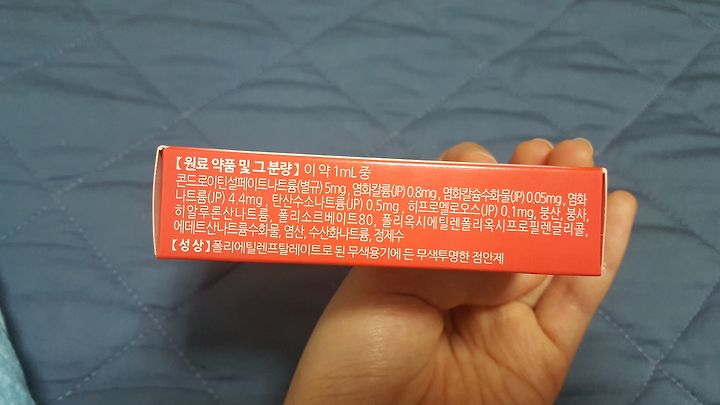 【원료 약품 및 그 분량】 이 약 1mL 중
콘드로이틴설페이트나트륨(별규) 5mg, 염화칼륨(JP) 0.8mg, 염화칼슘수화물(JP) 0.05mg, 염화
나트륨(JP) 4.4mg, 탄산수소나트륨(JP) 0.5mg, 히프로멜로오스(JP) 0.1mg, 붕산, 붕사,
히알루론산나트륨, 폴리소르베이트80, 폴리옥시에틸렌폴리옥시프로필렌글리콜,
에데트산나트륨수화물, 염산, 수산화나트륨, 정제수
【성상】폴리에틸렌프탈레이트로 된 무색용기에 든 무색투명한 점안제